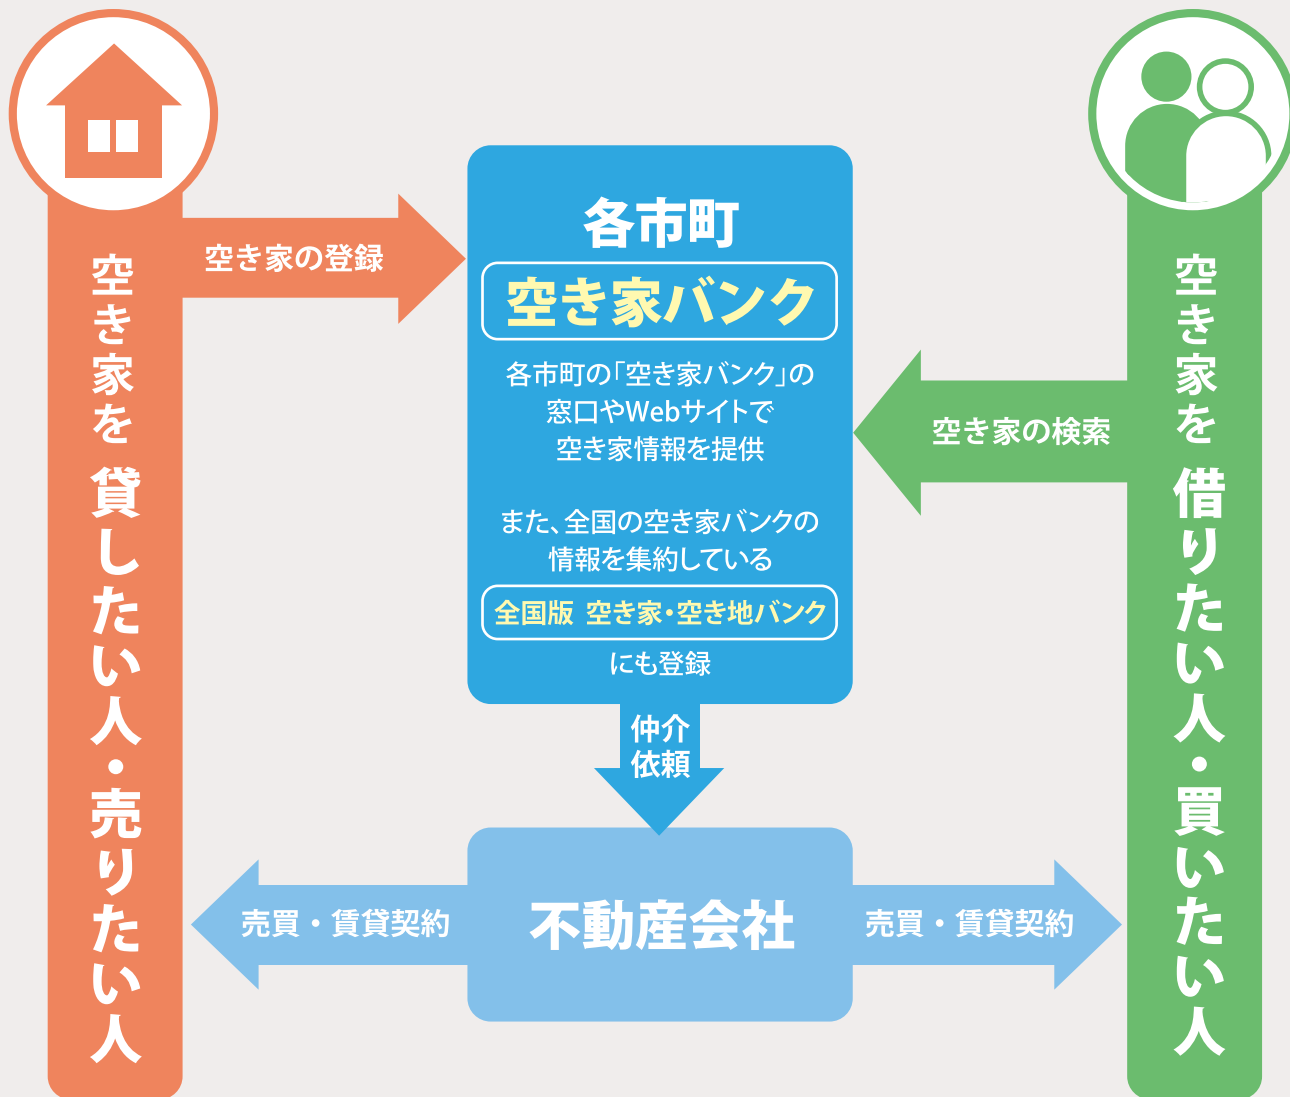 空き家を 貸したい人・売りたい人
空き家の登録
各市町
空き家バンク
各市町の「空き家バンク」の
窓口やWebサイトで
空き家情報を提供
また、全国の空き家バンクの
情報を集約している
全国版 空き家・空き地バンク
にも登録
仲介
依頼
空き家の検索
空き家を 借りたい人・買いたい人
売買・賃貸契約
不動産会社
売買・賃貸契約